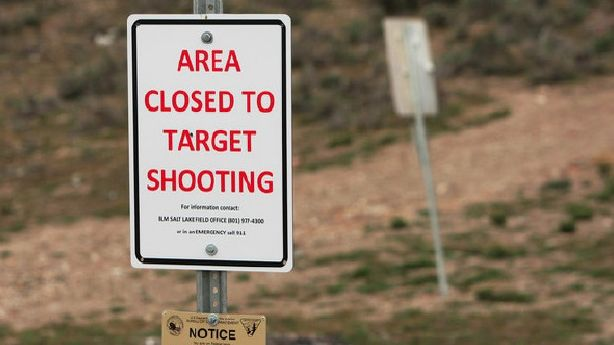 AREA
CLOSED TO
TARGET
SHOOTING
For information contact:
BLM SALT LAKE FIELD OFFICE (801) 977-4300
or in an EMERGENCY call 911
NOTICE